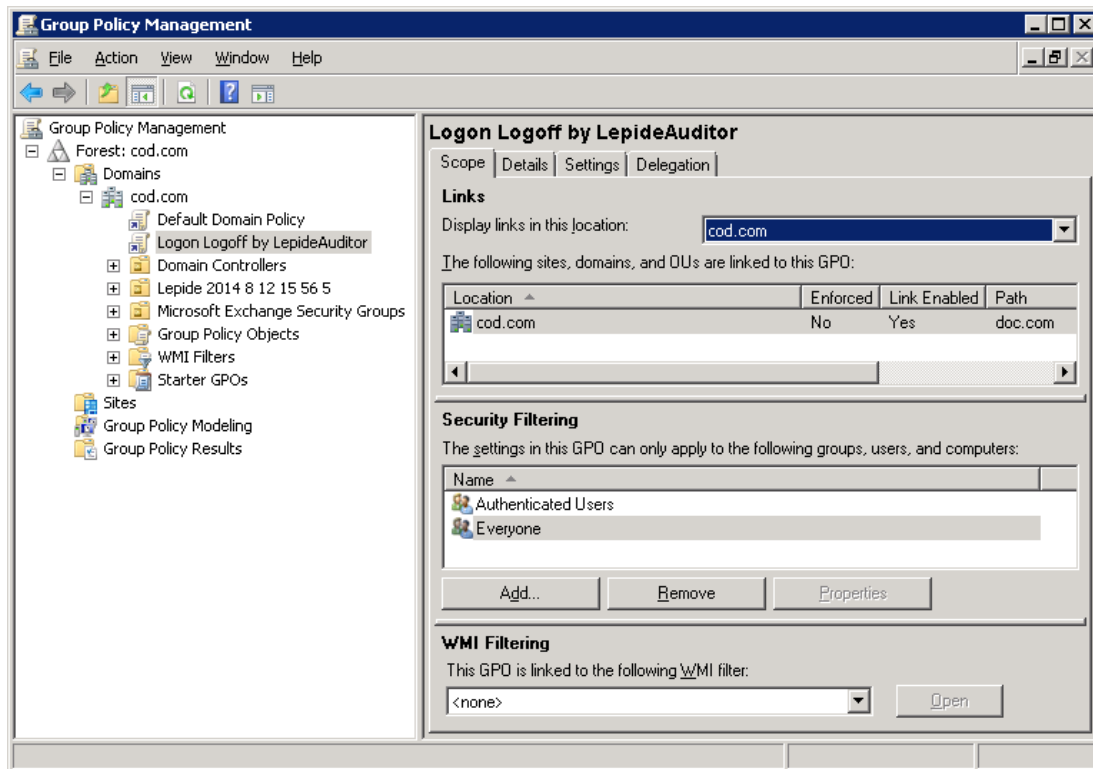 Group Policy Management
File Action View Window Help
Group Policy Management
Forest: cod.com
Domains
cod.com
Default Domain Policy
Logon Logoff by LepideAuditor
Domain Controllers
Lepide 2014 8 12 15 56 5
Microsoft Exchange Security Groups
Group Policy Objects
WMI Filters
Starter GPOs
Sites
Group Policy Modeling
Group Policy Results
Logon Logoff by LepideAuditor
Scope Details Settings Delegation
Links
Display links in this location: cod.com
The following sites, domains, and OUs are linked to this GPO:
Location Enforced Link Enabled Path
cod.com No Yes doc.com
Security Filtering
The settings in this GPO can only apply to the following groups, users, and computers:
Name
Authenticated Users
Everyone
Add... Remove Properties
WMI Filtering
This GPO is linked to the following WMI filter:
<none> Open